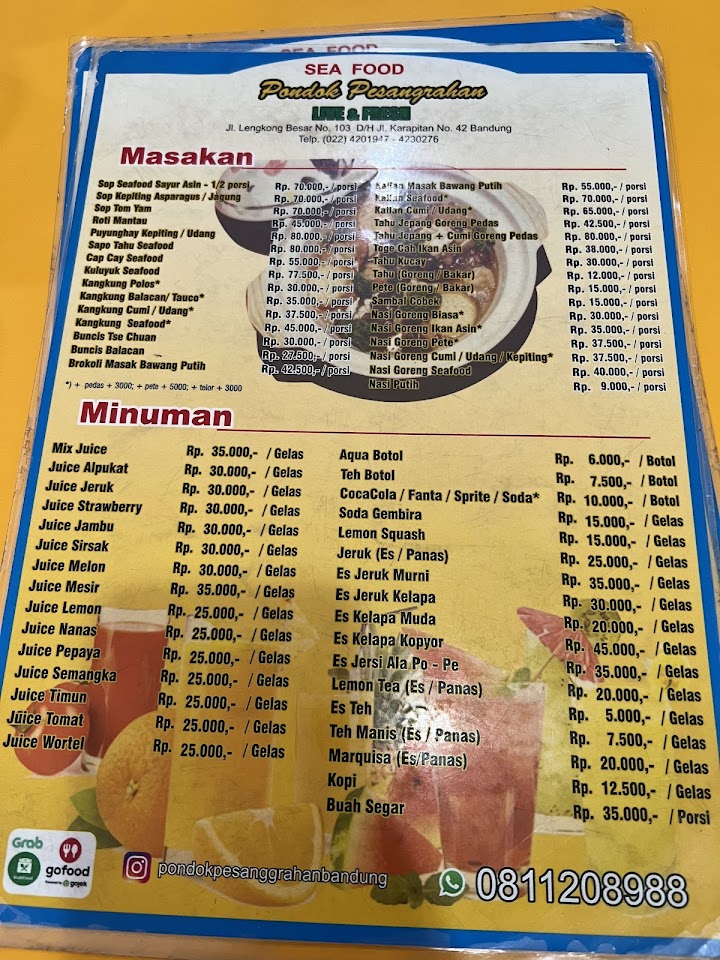 SEA FOOD
SEA FOOD
Pondok Pesangrahan
LIVE & FRESH
Jl. Lengkong Besar No. 103 D/H Jl. Karapitan No. 42 Bandung
Telp. (022) 4201947 - 4230276
Masakan
Sop Seafood Sayur Asin - 1/2 porsi Rp. 70.000,- / porsi
Sop Kepiting Asparagus / Jagung Rp. 70.000,- / porsi
Sop Tom Yam Rp. 70.000,- / porsi
Roti Mantau Rp. 45.000,- / porsi
Puyunghay Kepiting / Udang Rp. 80.000,- / porsi
Sapo Tahu Seafood Rp. 80.000,- / porsi
Cap Cay Seafood Rp. 55.000,- / porsi
Kuluyuk Seafood Rp. 77.500,- / porsi
Kangkung Polos* Rp. 30.000,- / porsi
Kangkung Balacan/ Tauco* Rp. 35.000,- / porsi
Kangkung Cumi / Udang* Rp. 37.500,- / porsi
Kangkung Seafood* Rp. 45.000,- / porsi
Buncis Tse Chuan Rp. 30.000,- / porsi
Buncis Balacan Rp. 27.500,- / porsi
Brokoli Masak Bawang Putih Rp. 42.500,- / porsi
*) + pedas + 3000; + pete + 5000; + telor + 3000
Kailan Masak Bawang Putih Rp. 55.000,- / porsi
Kailan Seafood* Rp. 70.000,- / porsi
Kailan Cumi / Udang* Rp. 65.000,- / porsi
Tahu Jepang Goreng Pedas Rp. 42.500,- / porsi
Tahu Jepang + Cumi Goreng Pedas Rp. 80.000,- / porsi
Toge Cah Ikan Asin Rp. 38.000,- / porsi
Tahu Kucay Rp. 30.000,- / porsi
Tahu (Goreng / Bakar) Rp. 12.000,- / porsi
Pete (Goreng / Bakar) Rp. 15.000,- / porsi
Sambal Cobek Rp. 15.000,- / porsi
Nasi Goreng Biasa* Rp. 30.000,- / porsi
Nasi Goreng Ikan Asin* Rp. 35.000,- / porsi
Nasi Goreng Pete* Rp. 37.500,- / porsi
Nasi Goreng Cumi / Udang / Kepiting* Rp. 37.500,- / porsi
Nasi Goreng Seafood Rp. 40.000,- / porsi
Nasi Putih Rp. 9.000,- / porsi
Minuman
Mix Juice Rp. 35.000,- / Gelas
Juice Alpukat Rp. 30.000,- / Gelas
Juice Jeruk Rp. 30.000,- / Gelas
Juice Strawberry Rp. 30.000,- / Gelas
Juice Jambu Rp. 30.000,- / Gelas
Juice Sirsak Rp. 30.000,- / Gelas
Juice Melon Rp. 30.000,- / Gelas
Juice Mesir Rp. 35.000,- / Gelas
Juice Lemon Rp. 25.000,- / Gelas
Juice Nanas Rp. 25.000,- / Gelas
Juice Pepaya Rp. 25.000,- / Gelas
Juice Semangka Rp. 25.000,- / Gelas
Juice Timun Rp. 25.000,- / Gelas
Juice Tomat Rp. 25.000,- / Gelas
Juice Wortel Rp. 25.000,- / Gelas
Aqua Botol Rp. 6.000,- / Botol
Teh Botol Rp. 7.500,- / Botol
CocaCola / Fanta / Sprite / Soda* Rp. 10.000,- / Botol
Soda Gembira Rp. 15.000,- / Gelas
Lemon Squash Rp. 15.000,- / Gelas
Jeruk (Es / Panas) Rp. 25.000,- / Gelas
Es Jeruk Murni Rp. 35.000,- / Gelas
Es Jeruk Kelapa Rp. 30.000,- / Gelas
Es Kelapa Muda Rp. 20.000,- / Gelas
Es Kelapa Kopyor Rp. 45.000,- / Gelas
Es Jersi Ala Po - Pe Rp. 35.000,- / Gelas
Lemon Tea (Es / Panas) Rp. 20.000,- / Gelas
Es Teh Rp. 5.000,- / Gelas
Teh Manis (Es / Panas) Rp. 7.500,- / Gelas
Marquisa (Es/Panas) Rp. 20.000,- / Gelas
Kopi Rp. 12.500,- / Gelas
Buah Segar Rp. 35.000,- / Porsi
Grab
GrabFood
gofood
Powered by gojek
pondokpesanggrahanbandung
0811208988